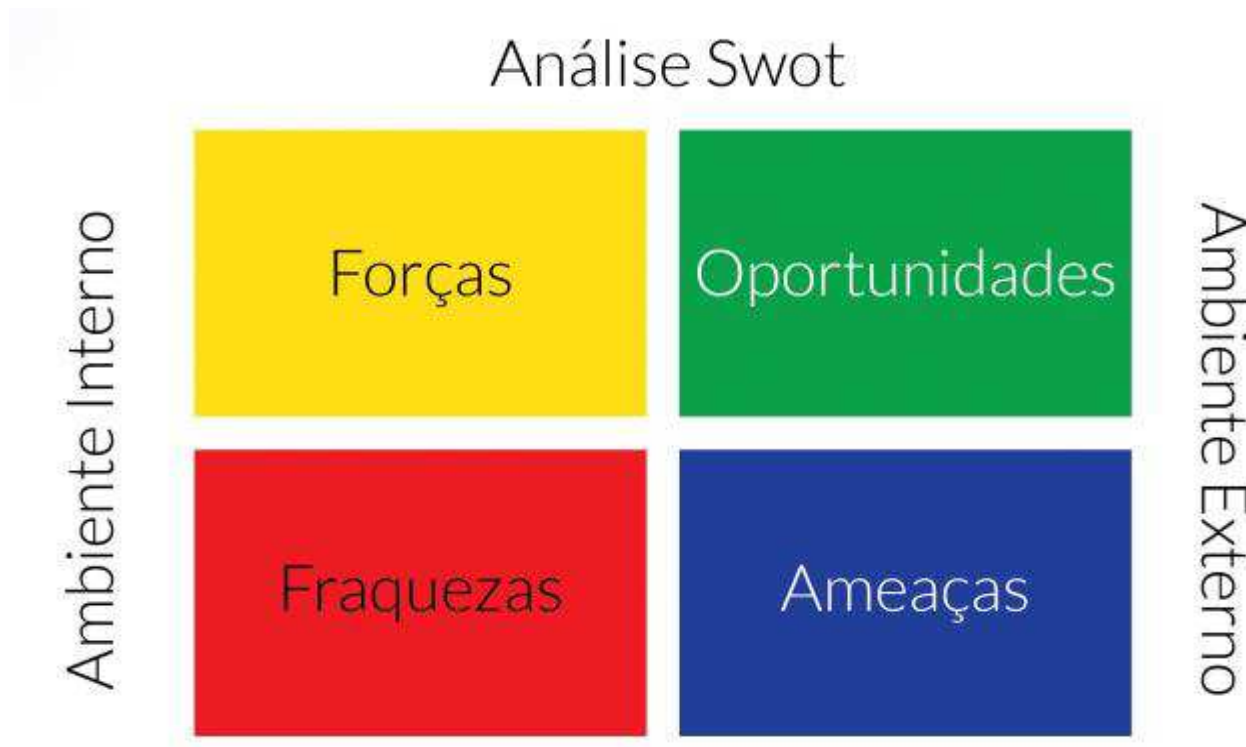 Análise Swot
Ambiente Interno
Forças
Oportunidades
Fraquezas
Ameaças
Ambiente Externo